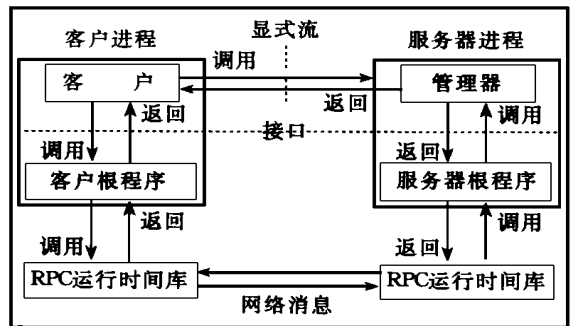 客户进程
显式流
服务器进程
调用
客 户
管理器
返回
返回
调用
接口
调用
返回
客户根程序
服务器根程序
返回
调用
调用
返回
RPC运行时间库
RPC运行时间库
网络消息